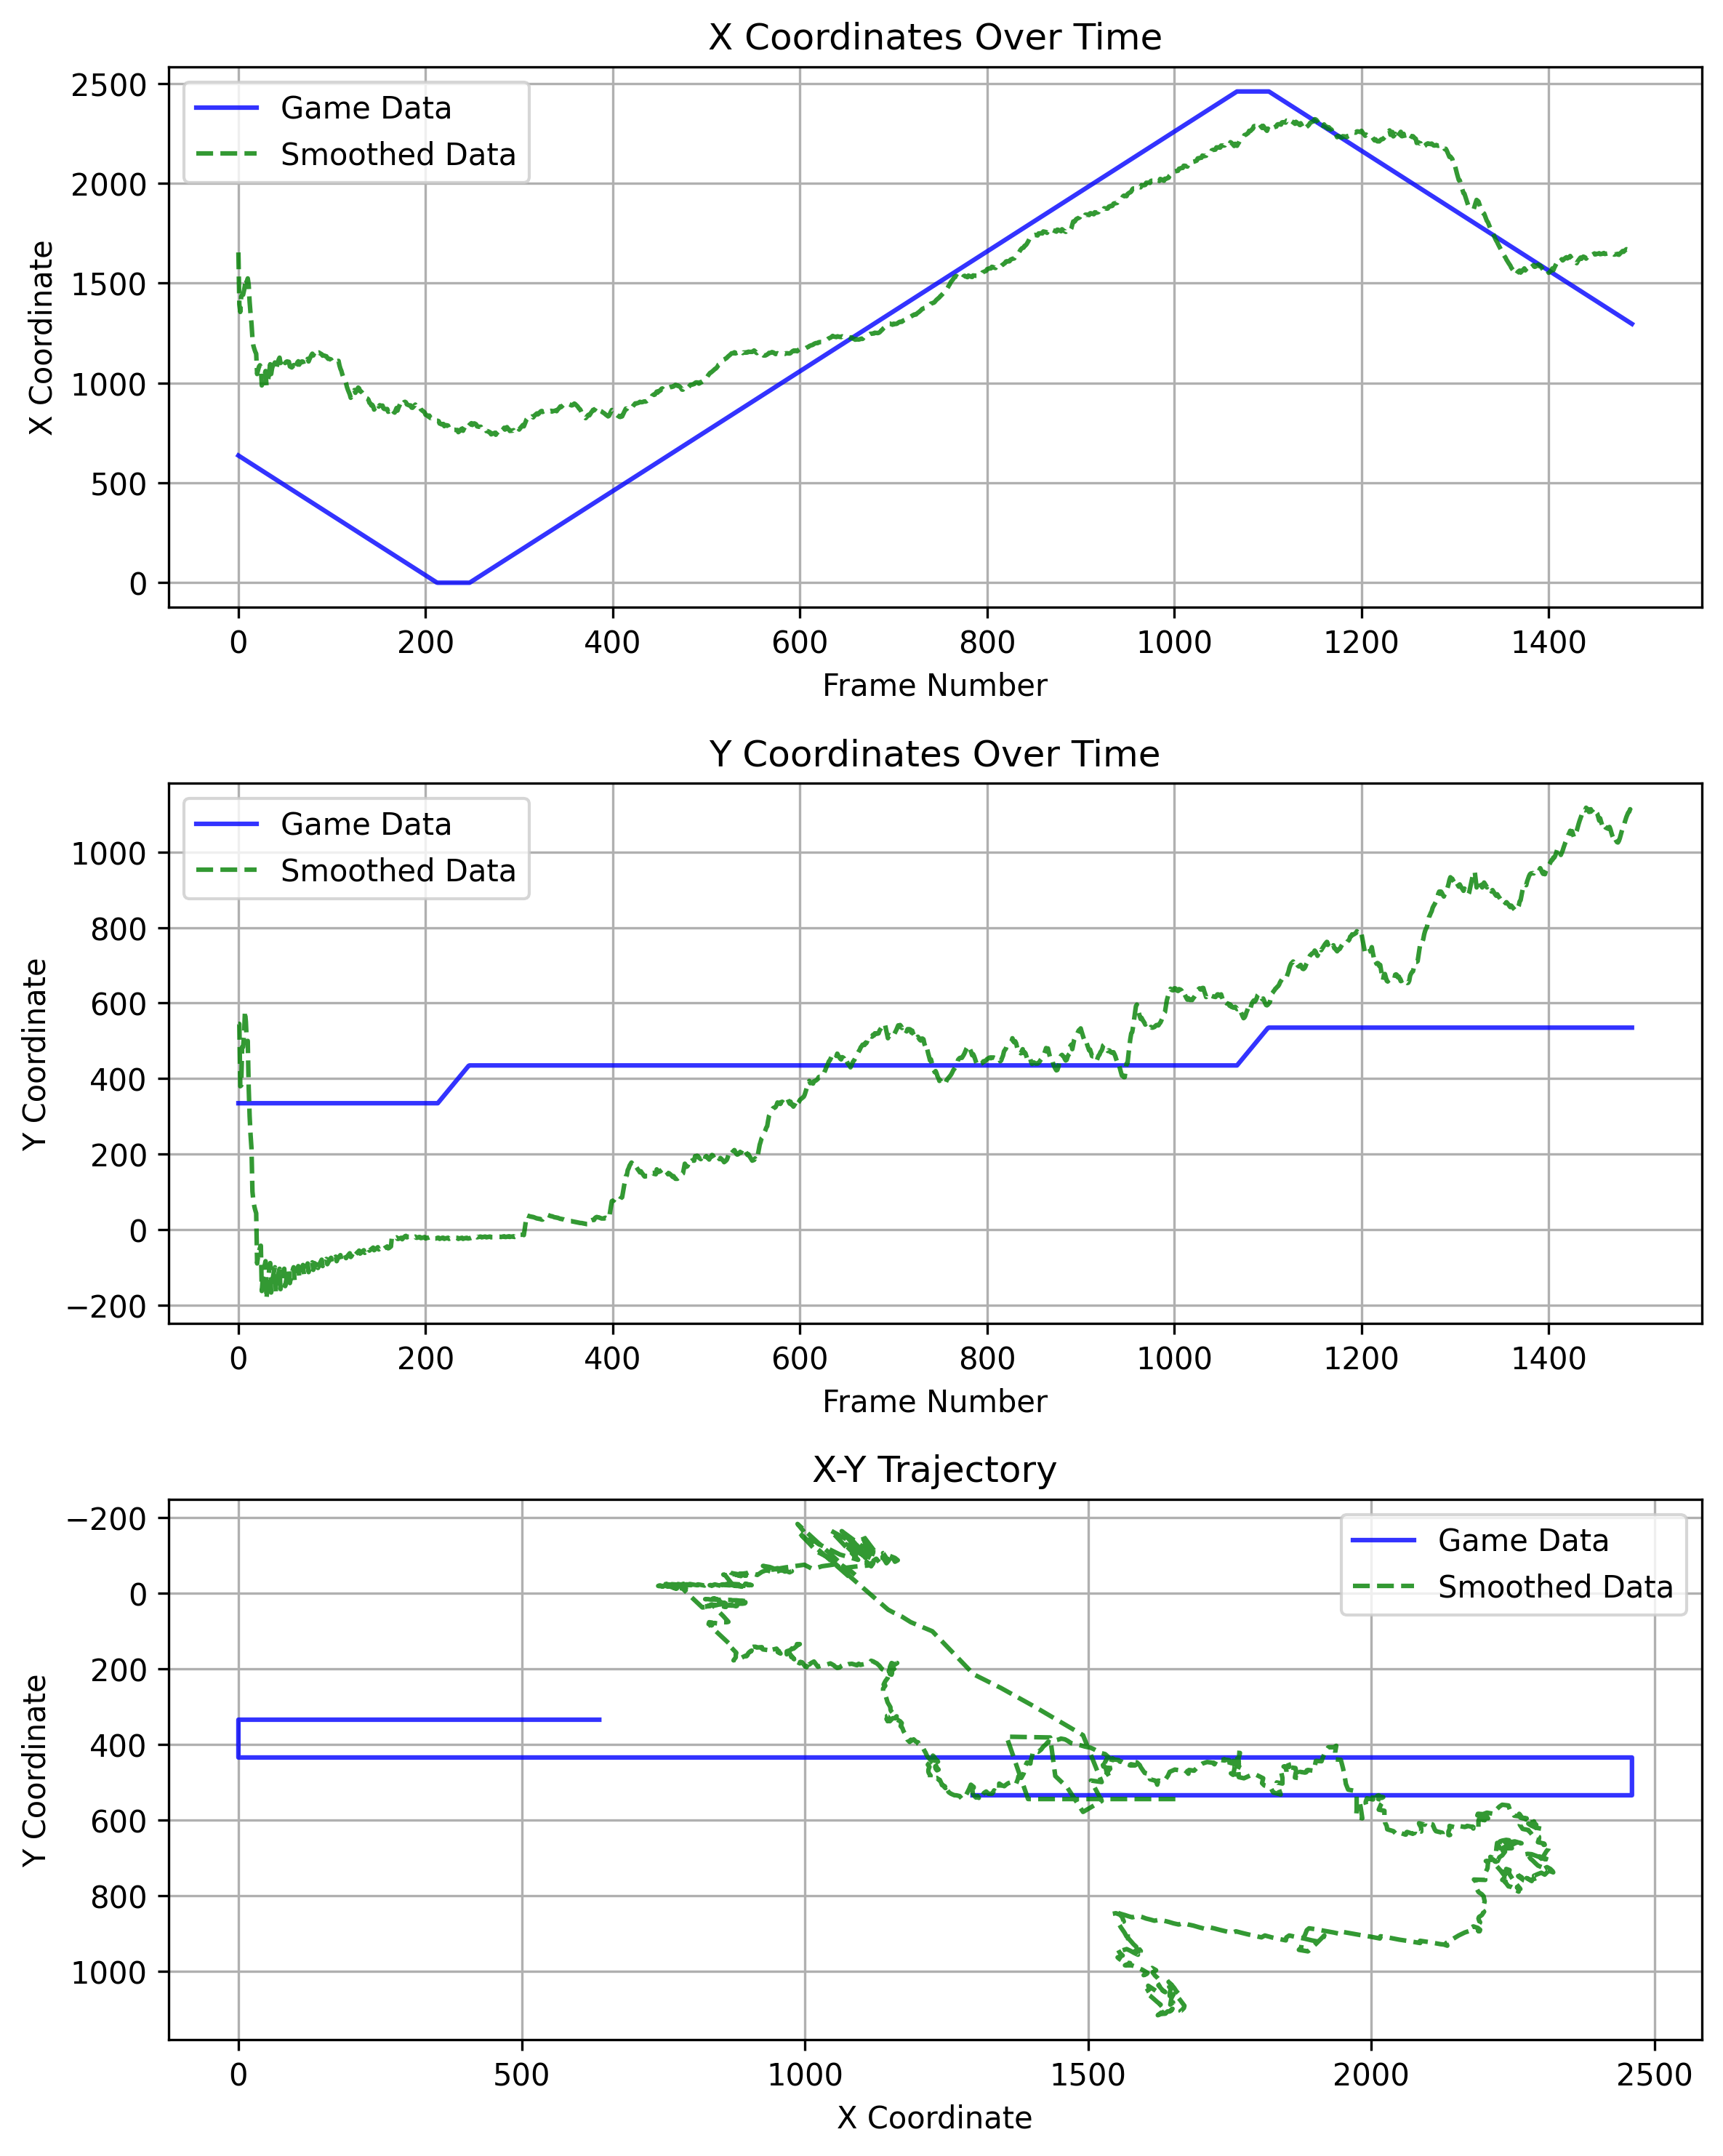 X Coordinates Over Time
Game Data
Smoothed Data
2500
2000
1500
1000
500
0
X Coordinate
0 200 400 600 800 1000 1200 1400
Frame Number
Y Coordinates Over Time
Game Data
Smoothed Data
1000
800
600
400
200
0
−200
Y Coordinate
0 200 400 600 800 1000 1200 1400
Frame Number
X-Y Trajectory
Game Data
Smoothed Data
−200
0
200
400
600
800
1000
Y Coordinate
0 500 1000 1500 2000 2500
X Coordinate